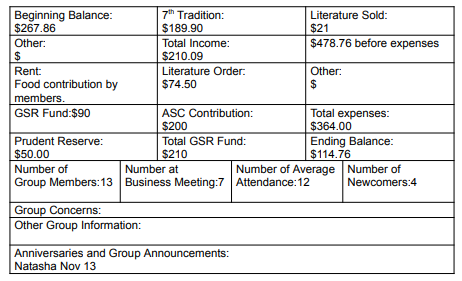 Beginning Balance: 7th Tradition: Literature Sold:
$267.86 $189.90 $21
Other: Total Income: $478.76 before expenses
$ $210.09
Rent: Literature Order: Other:
Food contribution by $74.50 $
members.
GSR Fund:$90 ASC Contribution: Total expenses:
$200 $364.00
Prudent Reserve: Total GSR Fund: Ending Balance:
$50.00 $210 $114.76
Number of Number at Number of Average Number of
Group Members:13 Business Meeting:7 Attendance:12 Newcomers:4
Group Concerns:
Other Group Information:
Anniversaries and Group Announcements:
Natasha Nov 13